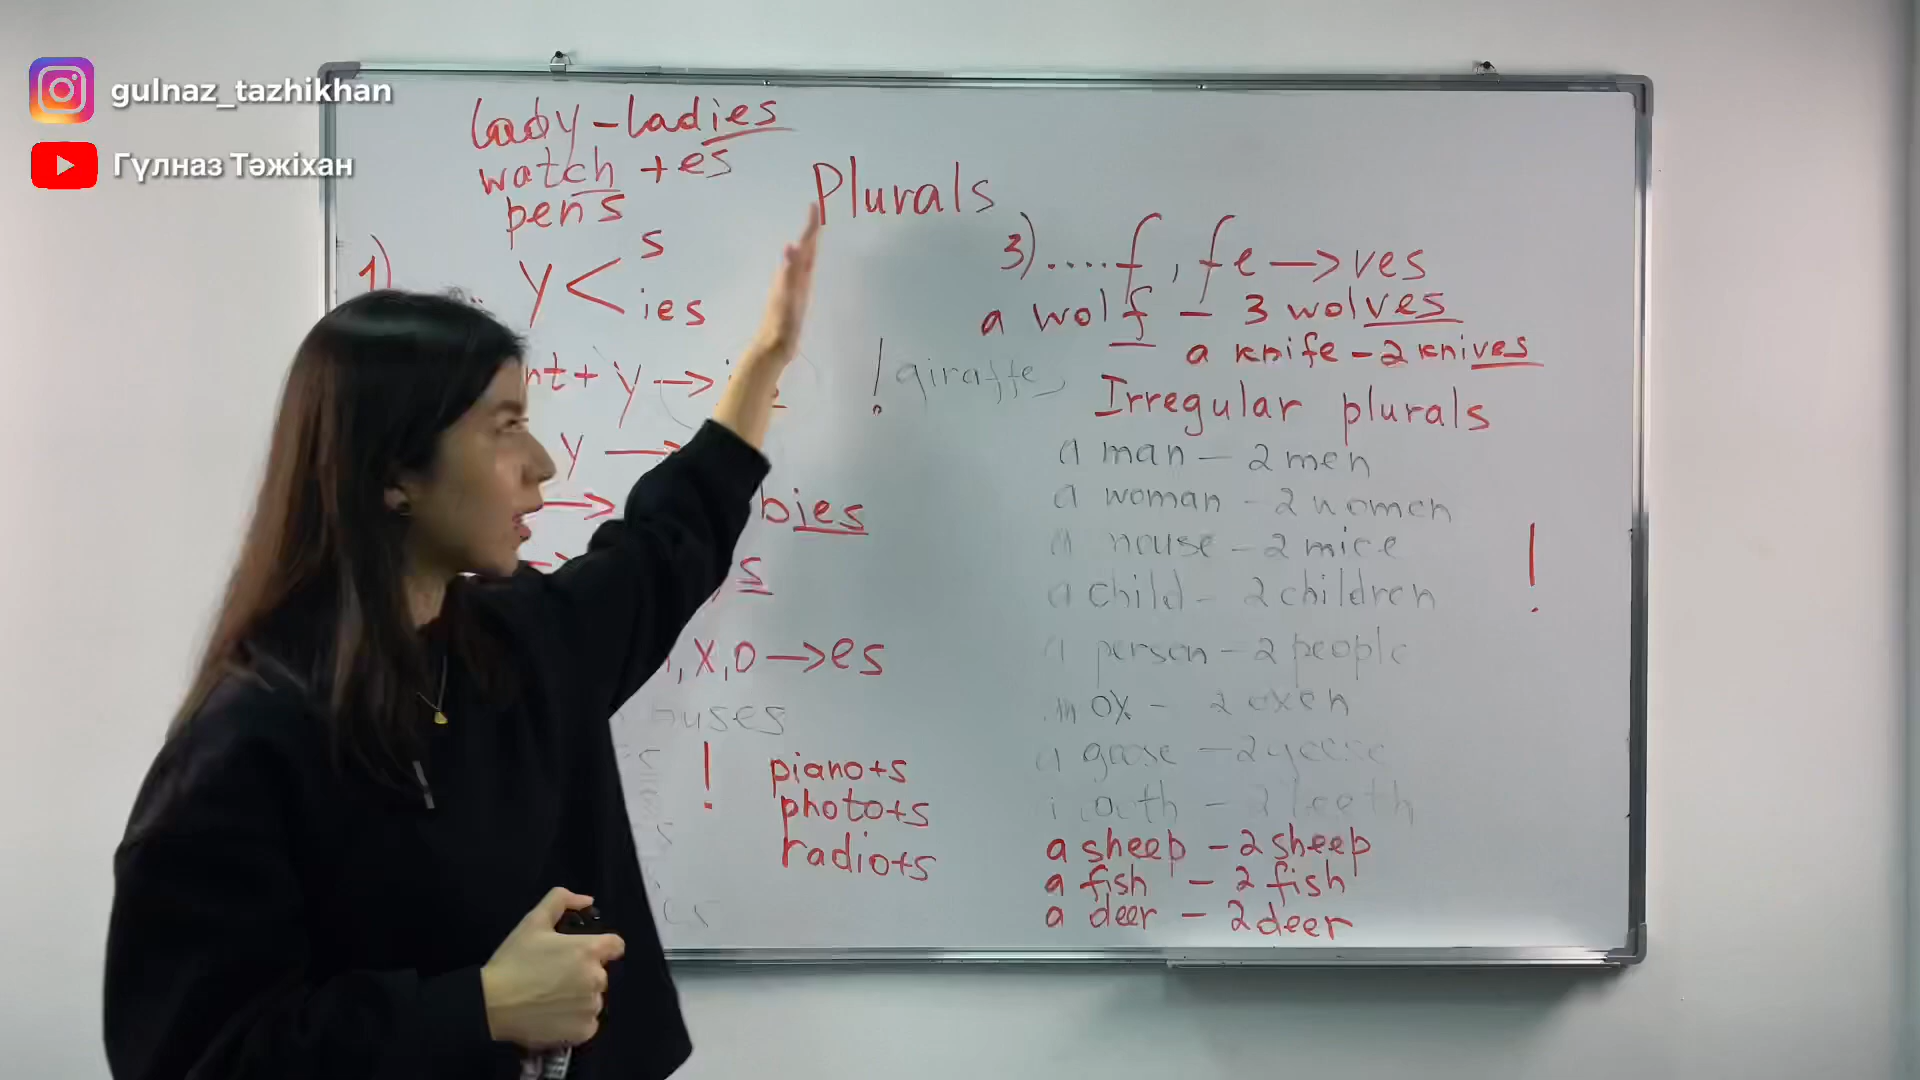 gulnaz_tazhikhan
Гүлназ Тәжіхан
lady - ladies
watch + es
pens
Plurals
1)
y < s
ies
nt + y →
y →
→ bies
→ s
, x, o → es
ouses
! piano+s
photo+s
radio+s
! giraffe
3) .... f, fe → ves
a wolf - 3 wolves
a knife - 2 knives
Irregular plurals
a man - 2 men
a woman - 2 women
a mouse - 2 mice
a child - 2 children
a person - 2 people
an ox - 2 oxen
a goose - 2 geese
- 2 teeth
!
a sheep - 2 sheep
a fish - 2 fish
a deer - 2 deer